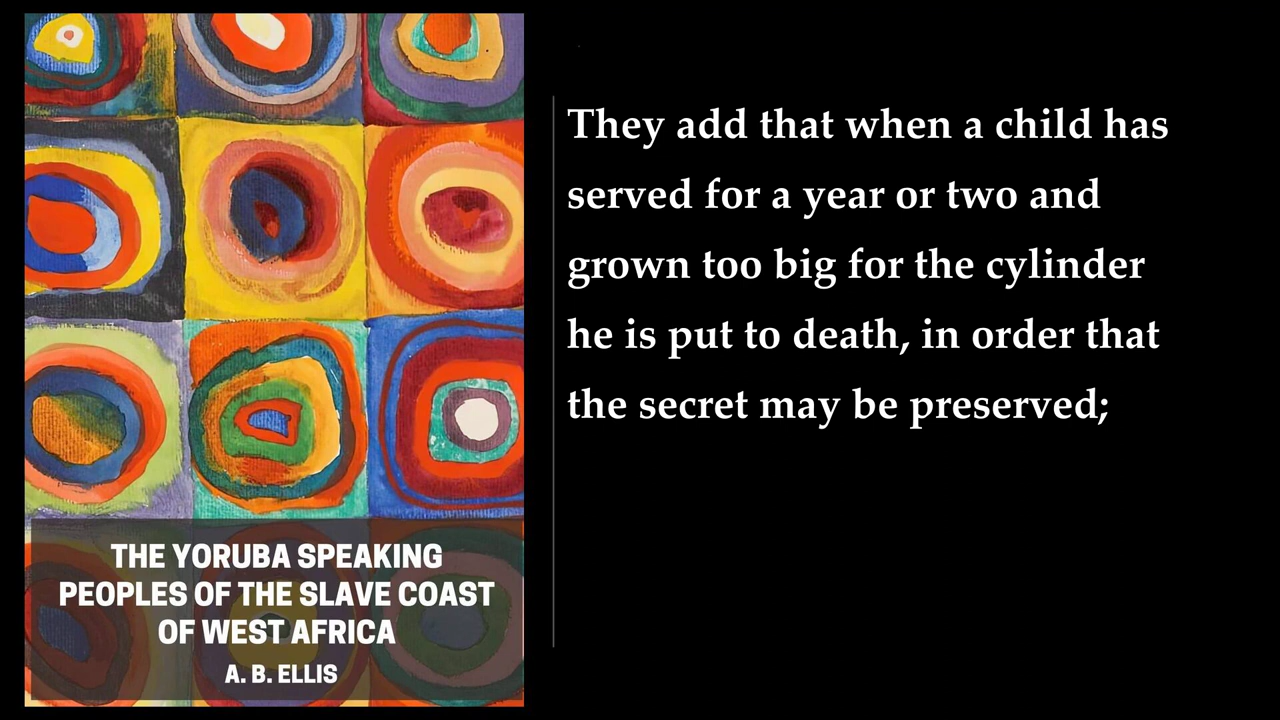 They add that when a child has
served for a year or two and
grown too big for the cylinder
he is put to death, in order that
the secret may be preserved;
THE YORUBA SPEAKING
PEOPLES OF THE SLAVE COAST
OF WEST AFRICA
A. B. ELLIS